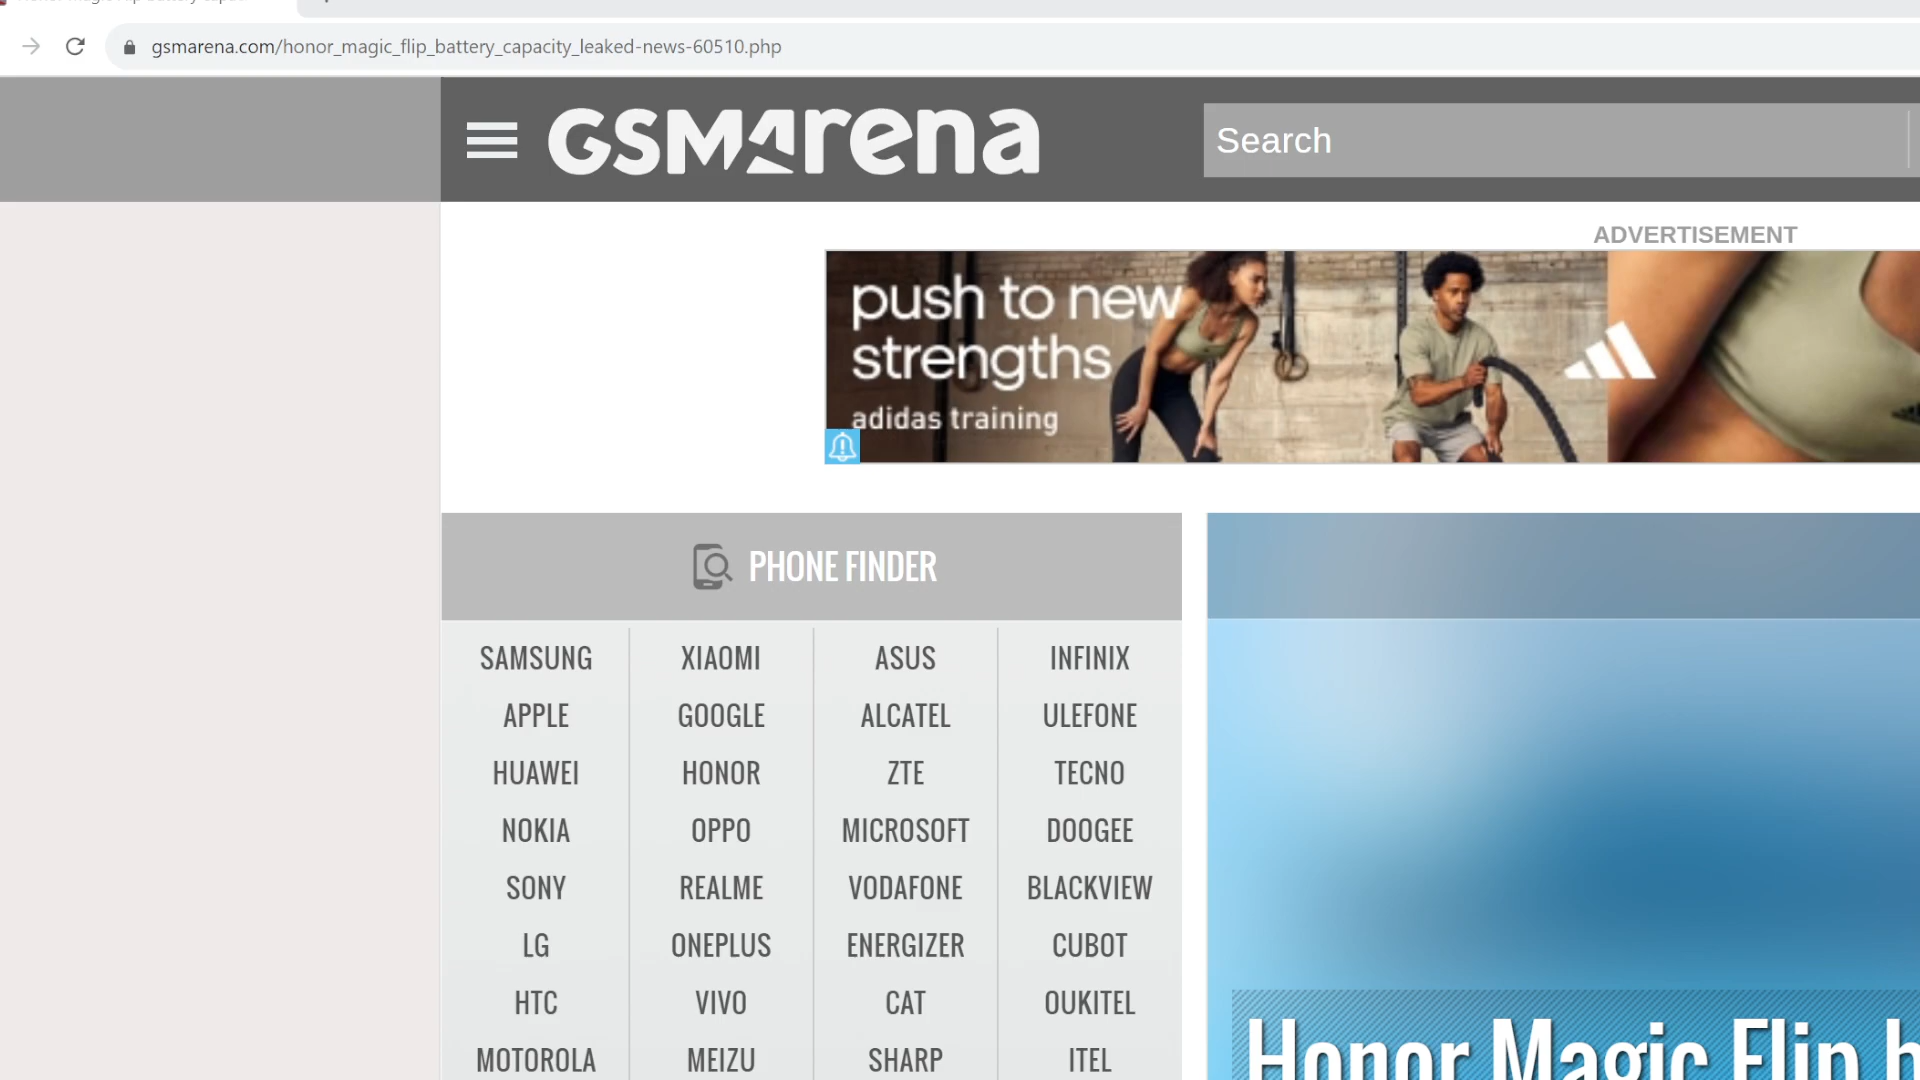 gsmarena.com/honor_magic_flip_battery_capacity_leaked-news-60510.php
GSMArena
Search
ADVERTISEMENT
push to new
strengths
adidas training
PHONE FINDER
SAMSUNG XIAOMI ASUS INFINIX
APPLE GOOGLE ALCATEL ULEFONE
HUAWEI HONOR ZTE TECNO
NOKIA OPPO MICROSOFT DOOGEE
SONY REALME VODAFONE BLACKVIEW
LG ONEPLUS ENERGIZER CUBOT
HTC VIVO CAT OUKITEL
MOTOROLA MEIZU SHARP ITEL
Honor Magic Flip b